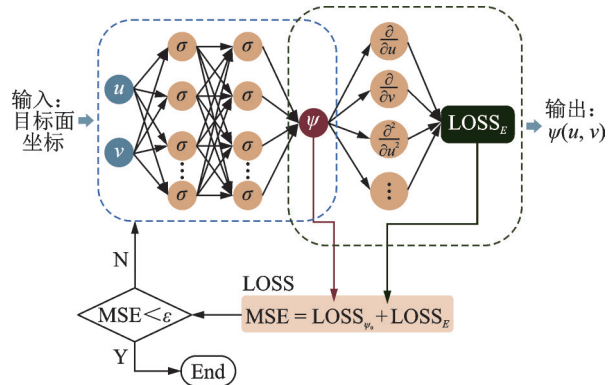 输入:
目标面
坐标
u
v
σ
σ
σ
σ
σ
σ
σ
σ
ψ
∂/∂u
∂/∂v
∂²/∂u²
LOSS_E
输出:
ψ(u, v)
N
LOSS
MSE<ε
MSE = LOSS_ψ₀ + LOSS_E
Y
End